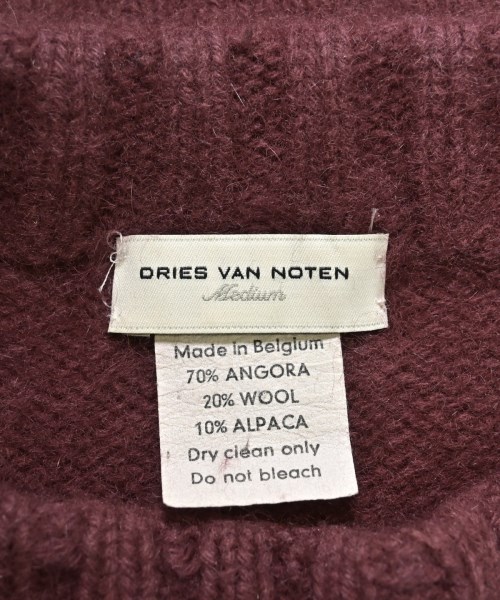 DRIES VAN NOTEN
Medium
Made in Belgium
70% ANGORA
20% WOOL
10% ALPACA
Dry clean only
Do not bleach